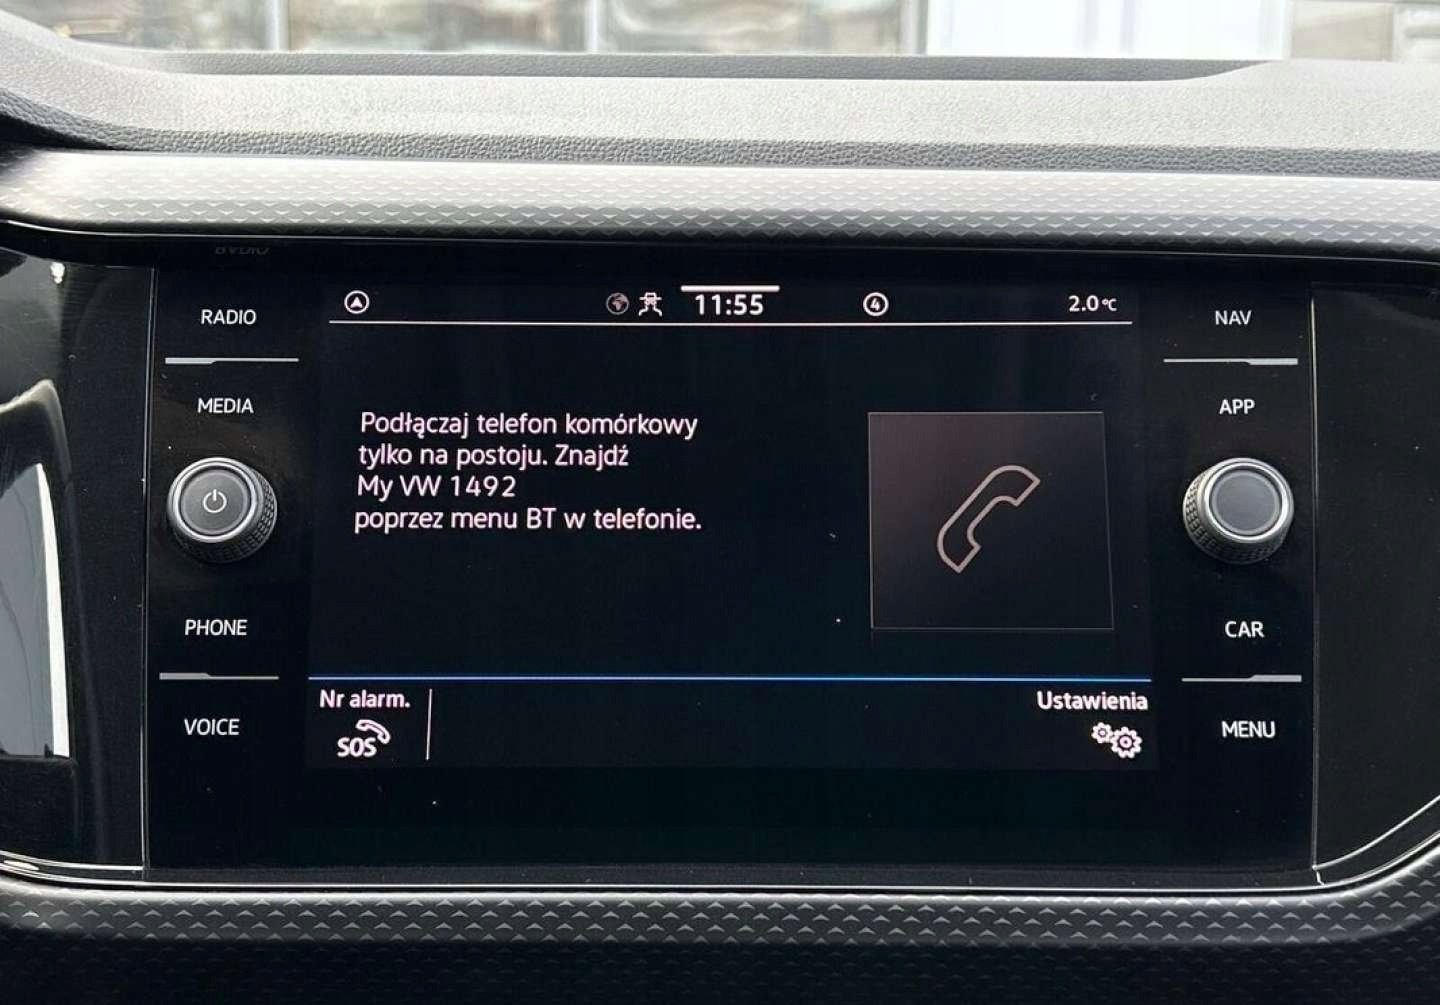 RADIO
MEDIA
PHONE
VOICE
11:55
4
2.0°C
Podłączaj telefon komórkowy
tylko na postoju. Znajdź
My VW 1492
poprzez menu BT w telefonie.
Nr alarm.
SOS
Ustawienia
NAV
APP
CAR
MENU